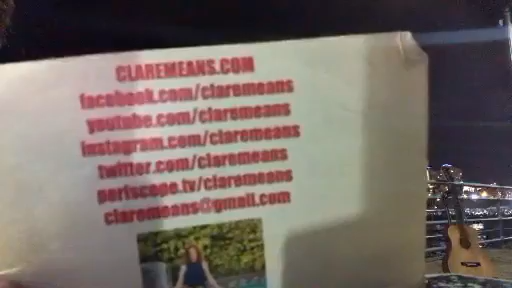 CLAREMEANS.COM
facebook.com/claremeans
youtube.com/claremeans
instagram.com/claremeans
twitter.com/claremeans
periscope.tv/claremeans
claremeans@gmail.com